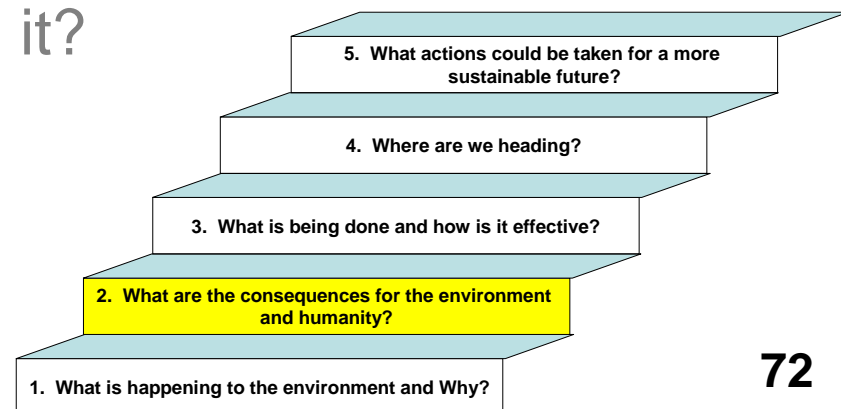 it?
5. What actions could be taken for a more
sustainable future?
4. Where are we heading?
3. What is being done and how is it effective?
2. What are the consequences for the environment
and humanity?
1. What is happening to the environment and Why?
72